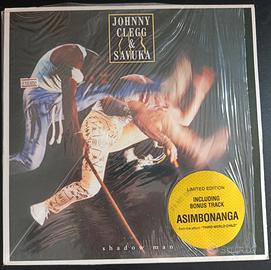 JOHNNY
CLEGG
&
SAVUKA
LIMITED EDITION
INCLUDING
BONUS TRACK
ASIMBONANGA
from the album "THIRD WORLD CHILD"
shadow man